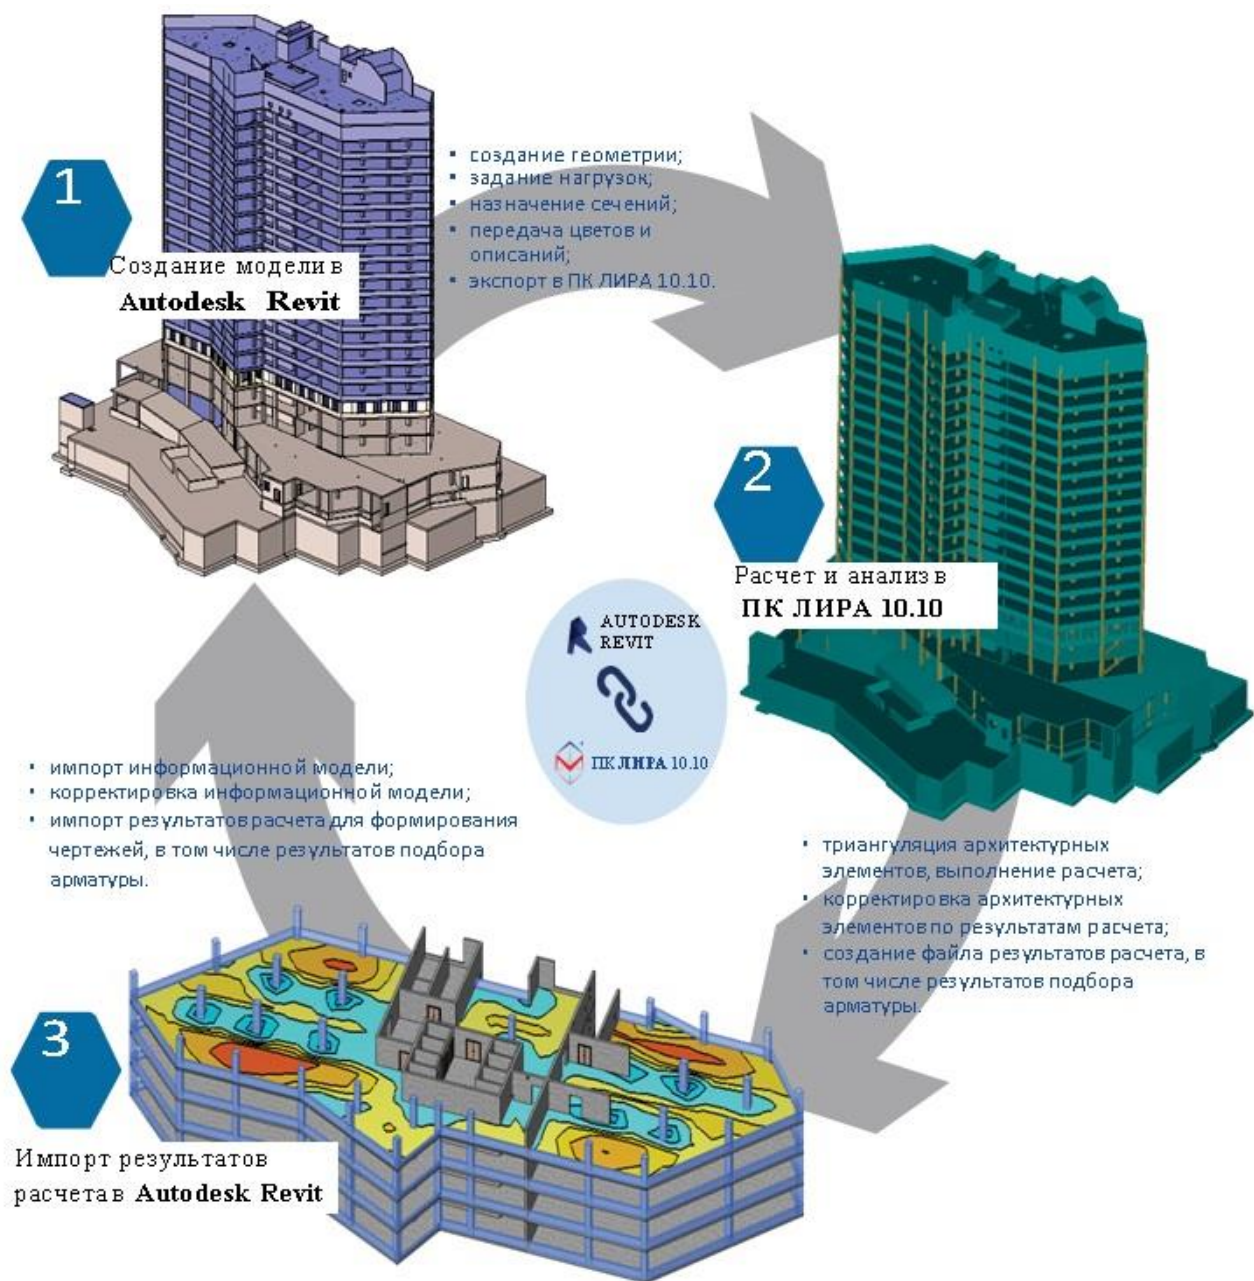 1
Создание модели в
Autodesk Revit
• создание геометрии;
• задание нагрузок;
• назначение сечений;
• передача цветов и
описаний;
• экспорт в ПК ЛИРА 10.10.
2
Расчет и анализ в
ПК ЛИРА 10.10
AUTODESK
REVIT
ПК ЛИРА 10.10
• импорт информационной модели;
• корректировка информационной модели;
• импорт результатов расчета для формирования
чертежей, в том числе результатов подбора
арматуры.
• триангуляция архитектурных
элементов, выполнение расчета;
• корректировка архитектурных
элементов по результатам расчета;
• создание файла результатов расчета, в
том числе результатов подбора
арматуры.
3
Импорт результатов
расчета в Autodesk Revit